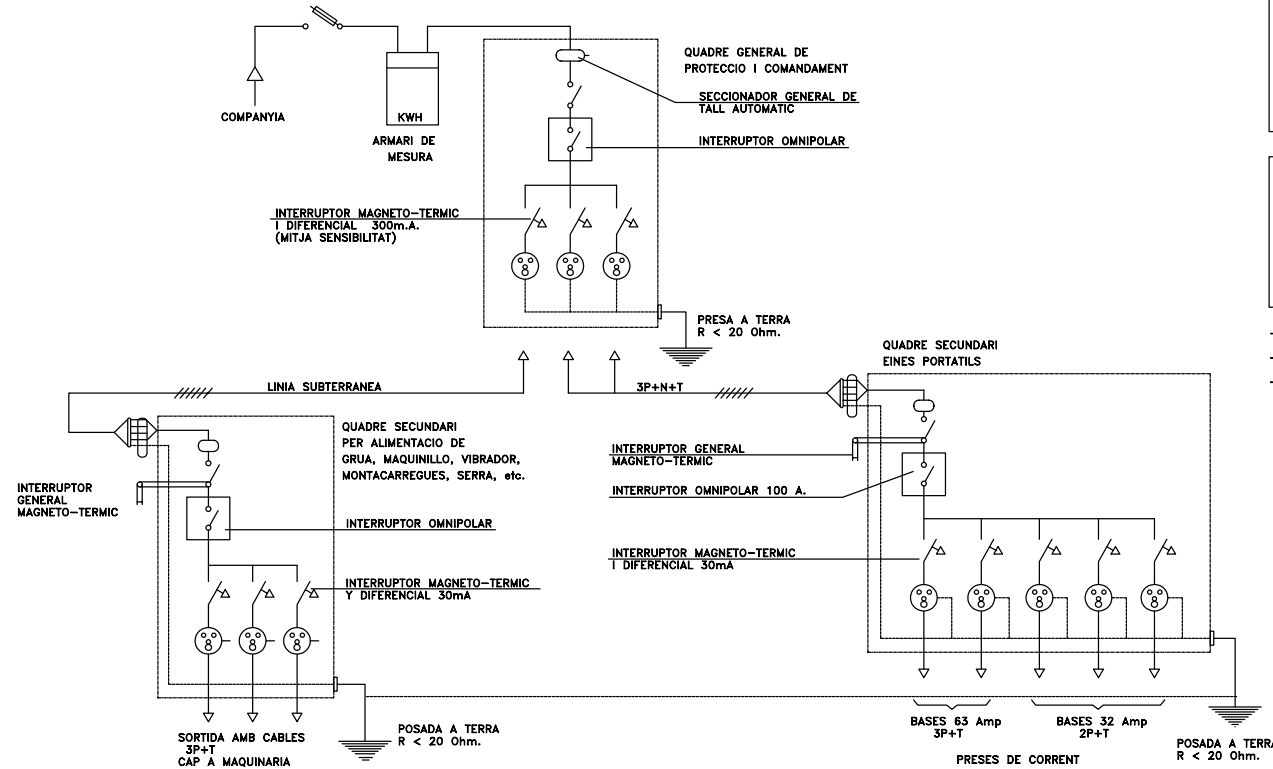 COMPANYIA
KWH
ARMARI DE
MESURA
QUADRE GENERAL DE
PROTECCIO I COMANDAMENT
SECCIONADOR GENERAL DE
TALL AUTOMATIC
INTERRUPTOR OMNIPOLAR
INTERRUPTOR MAGNETO-TERMIC
I DIFERENCIAL 300m.A.
(MITJA SENSIBILITAT)
PRESA A TERRA
R < 20 Ohm.
QUADRE SECUNDARI
EINES PORTATILS
LINIA SUBTERRANEA
3P+N+T
QUADRE SECUNDARI
PER ALIMENTACIO DE
GRUA, MAQUINILLO, VIBRADOR,
MONTACARREGUES, SERRA, etc.
INTERRUPTOR GENERAL
MAGNETO-TERMIC
INTERRUPTOR
GENERAL
MAGNETO-TERMIC
INTERRUPTOR OMNIPOLAR 100 A.
INTERRUPTOR OMNIPOLAR
INTERRUPTOR MAGNETO-TERMIC
I DIFERENCIAL 30mA
INTERRUPTOR MAGNETO-TERMIC
Y DIFERENCIAL 30mA
SORTIDA AMB CABLES
3P+T
CAP A MAQUINARIA
POSADA A TERRA
R < 20 Ohm.
BASES 63 Amp
3P+T
BASES 32 Amp
2P+T
PRESES DE CORRENT
POSADA A TERRA
R < 20 Ohm.